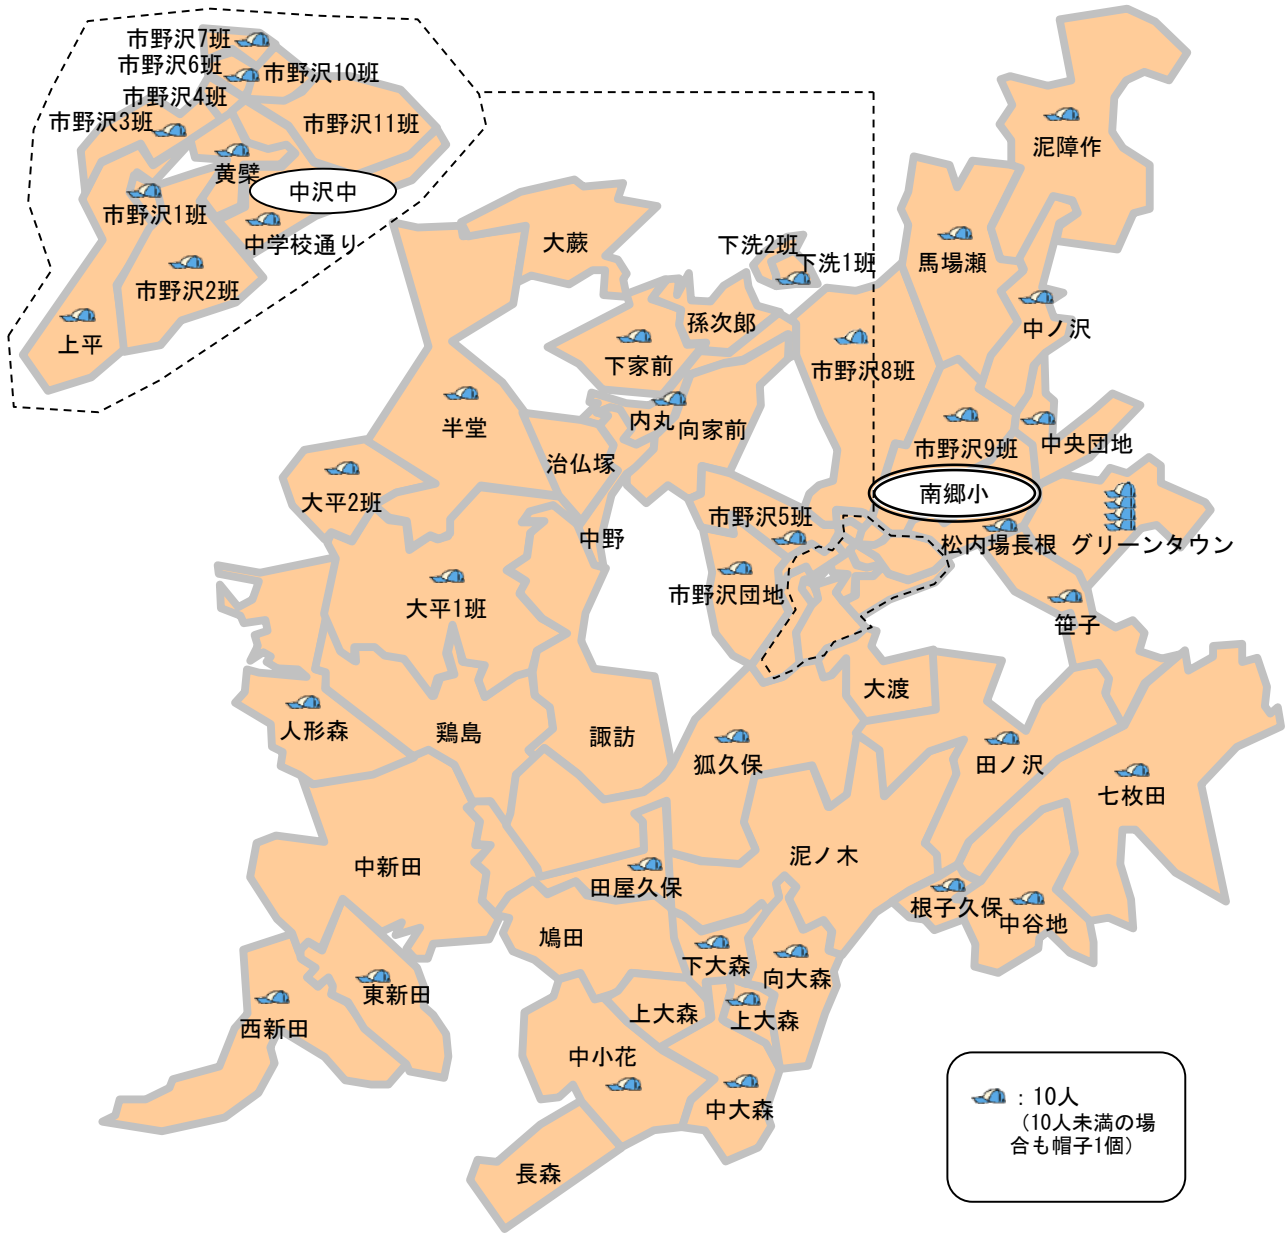 市野沢7班
市野沢6班
市野沢10班
市野沢4班
市野沢3班
市野沢11班
黄檗
中沢中
市野沢1班
中学校通り
市野沢2班
上平
泥障作
大蕨
下洗2班
下洗1班
馬場瀬
孫次郎
中ノ沢
下家前
市野沢8班
内丸
向家前
半堂
市野沢9班
中央団地
治仏塚
大平2班
南郷小
市野沢5班
中野
松内場長根
グリーンタウン
市野沢団地
大平1班
笹子
大渡
人形森
鶏島
諏訪
狐久保
田ノ沢
七枚田
中新田
泥ノ木
田屋久保
根子久保
中谷地
鳩田
下大森
向大森
東新田
上大森
上大森
西新田
中小花
中大森
長森
：10人
（10人未満の場
合も帽子1個）